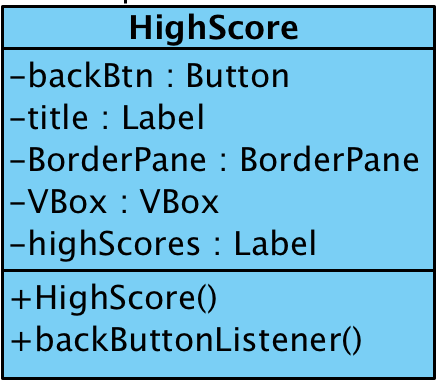 HighScore
-backBtn : Button
-title : Label
-BorderPane : BorderPane
-VBox : VBox
-highScores : Label
+HighScore()
+backButtonListener()